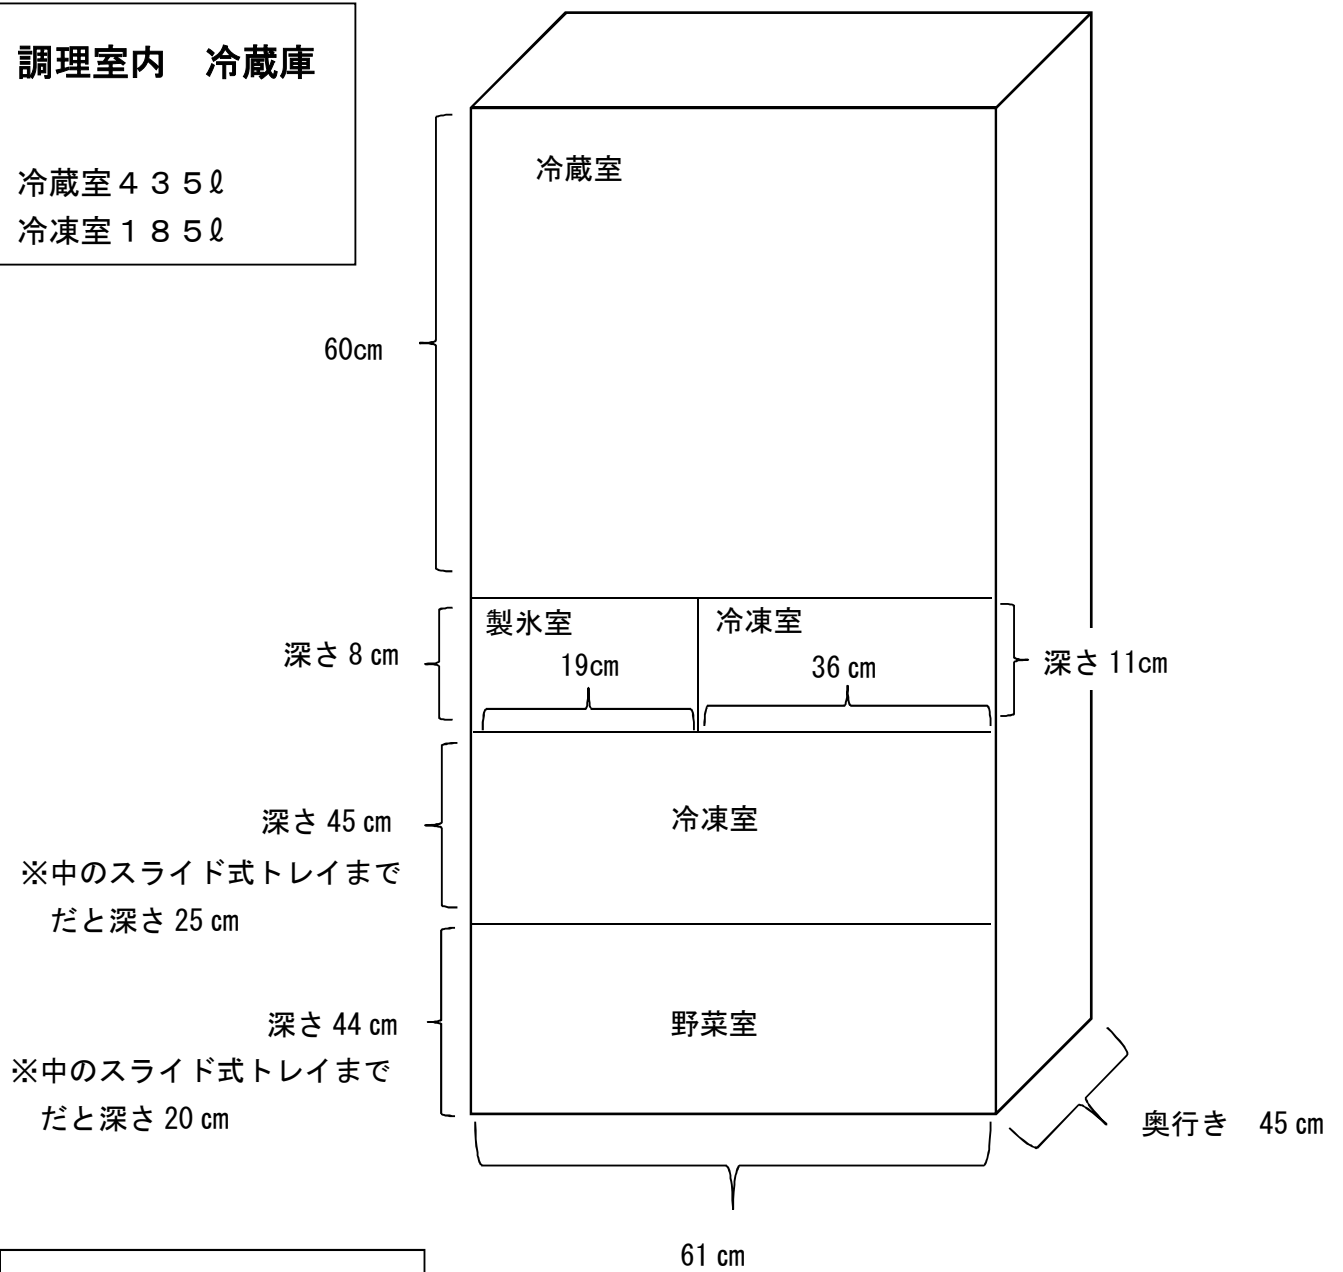 調理室内　冷蔵庫
冷蔵室４３５ℓ
冷凍室１８５ℓ
冷蔵室
60cm
製氷室
冷凍室
深さ 8 ㎝
19cm
36 ㎝
深さ 11cm
深さ 45 ㎝
冷凍室
※中のスライド式トレイまで
だと深さ 25 ㎝
深さ 44 ㎝
野菜室
※中のスライド式トレイまで
だと深さ 20 ㎝
奥行き　45 ㎝
61 ㎝